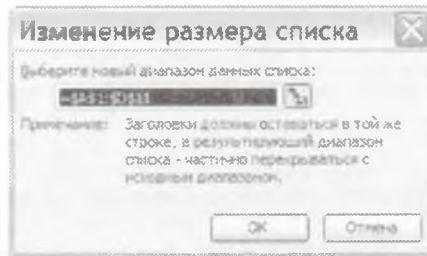 Изменение размера списка
Выберите новый диапазон данных списка:
Примечание: Заголовки должны оставаться в той же
строке, а результирующий диапазон
списка - частично перекрываться с
исходным диапазоном.
ОК Отмена